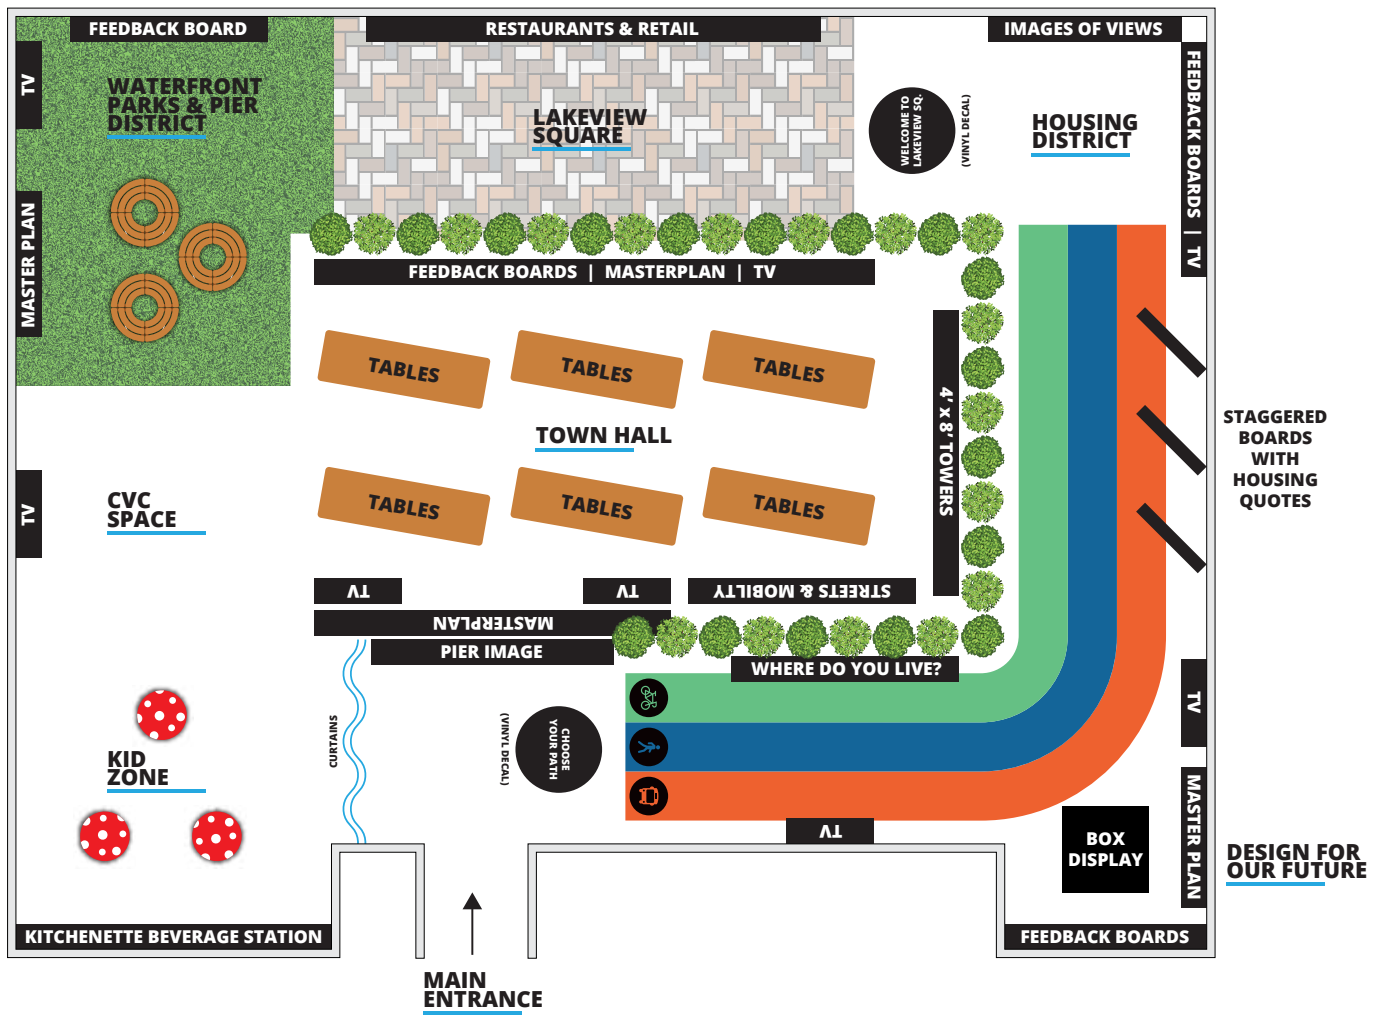 FEEDBACK BOARD
RESTAURANTS & RETAIL
IMAGES OF VIEWS
TV
WATERFRONT
PARKS & PIER
DISTRICT
LAKEVIEW
SQUARE
WELCOME TO
LAKEVIEW SQ.
(VINYL DECAL)
HOUSING
DISTRICT
FEEDBACK BOARDS | TV
MASTER PLAN
FEEDBACK BOARDS | MASTERPLAN | TV
TABLES
TABLES
TABLES
TOWN HALL
4' x 8' TOWERS
STAGGERED
BOARDS
WITH
HOUSING
QUOTES
TV
CVC
SPACE
TABLES
TABLES
TABLES
TV
TV
STREETS & MOBILTY
MASTERPLAN
PIER IMAGE
WHERE DO YOU LIVE?
TV
CURTAINS
(VINYL DECAL)
CHOOSE
YOUR PATH
KID
ZONE
TV
BOX
DISPLAY
MASTER PLAN
DESIGN FOR
OUR FUTURE
KITCHENETTE BEVERAGE STATION
FEEDBACK BOARDS
MAIN
ENTRANCE